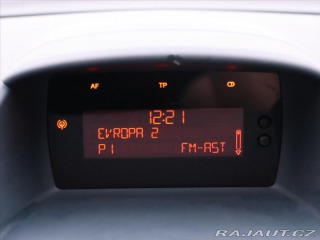 AF TP CD
12:21
EVROPA 2
P1 FM-AST
RAJAUT.CZ